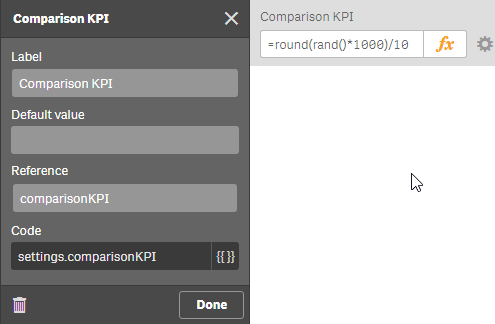 Comparison KPI
Label
Comparison KPI
Default value
Reference
comparisonKPI
Code
settings.comparisonKPI {{ }}
Done
Comparison KPI
=round(rand()*1000)/10 fx